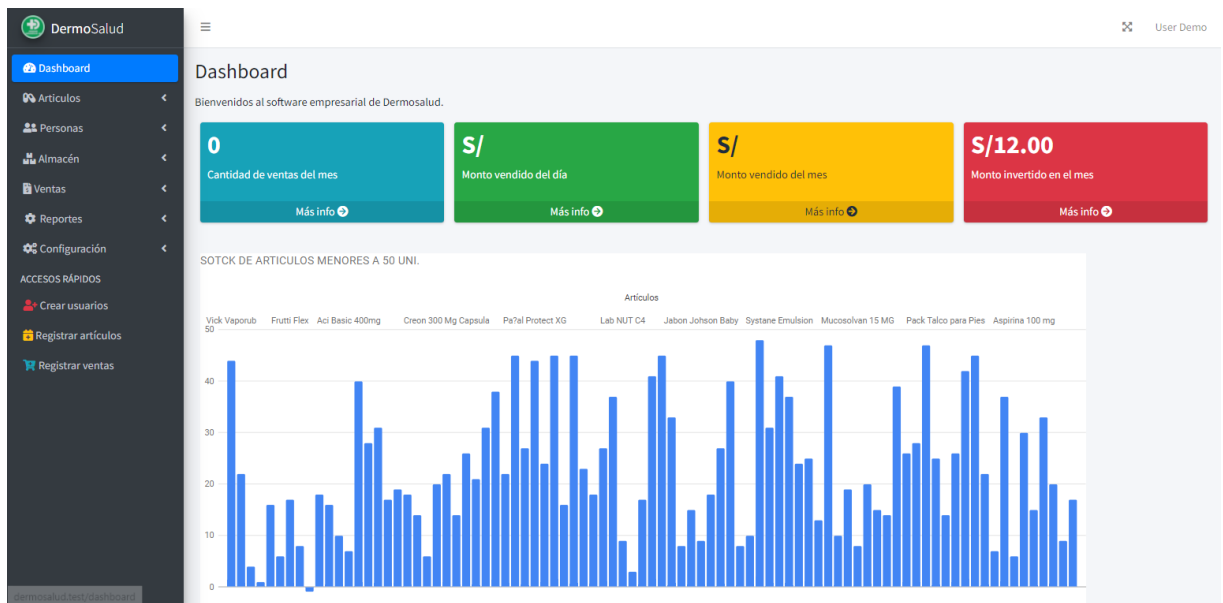 DermoSalud
User Demo
Dashboard
Articulos
Personas
Almacén
Ventas
Reportes
Configuración
ACCESOS RÁPIDOS
Crear usuarios
Registrar artículos
Registrar ventas
dermosalud.test/dashboard
Dashboard
Bienvenidos al software empresarial de Dermosalud.
0
Cantidad de ventas del mes
Más info
S/
Monto vendido del día
Más info
S/
Monto vendido del mes
Más info
S/12.00
Monto invertido en el mes
Más info
SOTCK DE ARTICULOS MENORES A 50 UNI.
Artículos
Vick Vaporub Frutti Flex Aci Basic 400mg Creon 300 Mg Capsula Pa?al Protect XG Lab NUT C4 Jabon Johson Baby Systane Emulsion Mucosolvan 15 MG Pack Talco para Pies Aspirina 100 mg
50
40
30
20
10
0